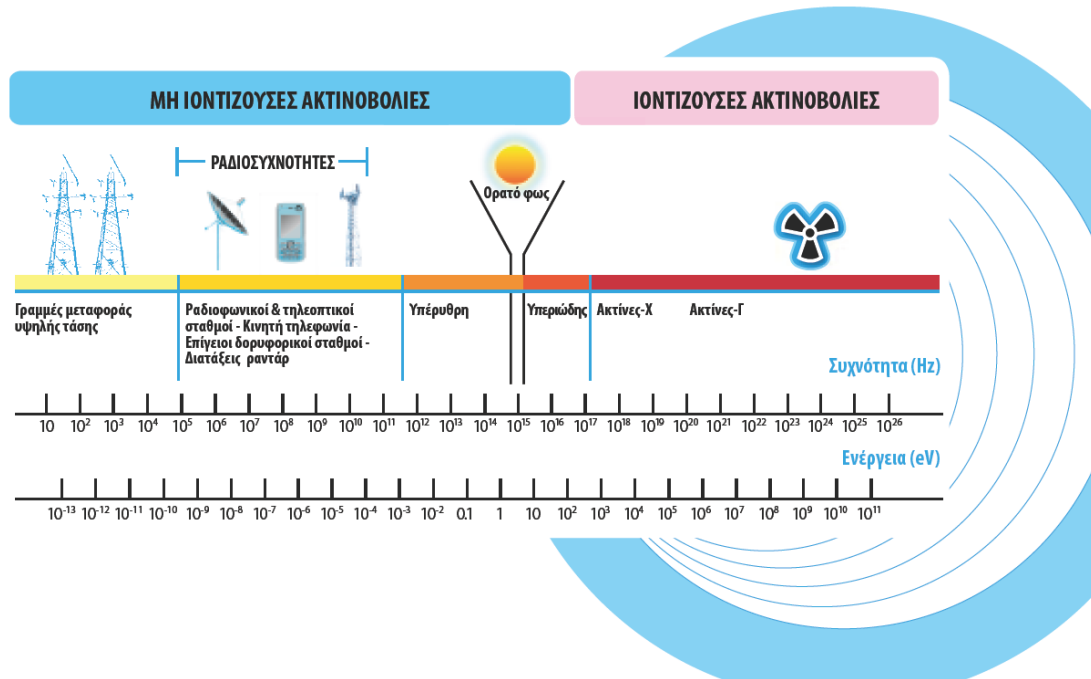 ΜΗ ΙΟΝΤΙΖΟΥΣΕΣ ΑΚΤΙΝΟΒΟΛΙΕΣ
ΙΟΝΤΙΖΟΥΣΕΣ ΑΚΤΙΝΟΒΟΛΙΕΣ
ΡΑΔΙΟΣΥΧΝΟΤΗΤΕΣ
Ορατό φως
Γραμμές μεταφοράς
υψηλής τάσης
Ραδιοφωνικοί & τηλεοπτικοί
σταθμοί - Κινητή τηλεφωνία -
Επίγειοι δορυφορικοί σταθμοί -
Διατάξεις ραντάρ
Υπέρυθρη
Υπεριώδης
Ακτίνες-Χ
Ακτίνες-Γ
Συχνότητα (Hz)
10 10² 10³ 10⁴ 10⁵ 10⁶ 10⁷ 10⁸ 10⁹ 10¹⁰ 10¹¹ 10¹² 10¹³ 10¹⁴ 10¹⁵ 10¹⁶ 10¹⁷ 10¹⁸ 10¹⁹ 10²⁰ 10²¹ 10²² 10²³ 10²⁴ 10²⁵ 10²⁶
Ενέργεια (eV)
10⁻¹³ 10⁻¹² 10⁻¹¹ 10⁻¹⁰ 10⁻⁹ 10⁻⁸ 10⁻⁷ 10⁻⁶ 10⁻⁵ 10⁻⁴ 10⁻³ 10⁻² 0.1 1 10 10² 10³ 10⁴ 10⁵ 10⁶ 10⁷ 10⁸ 10⁹ 10¹⁰ 10¹¹